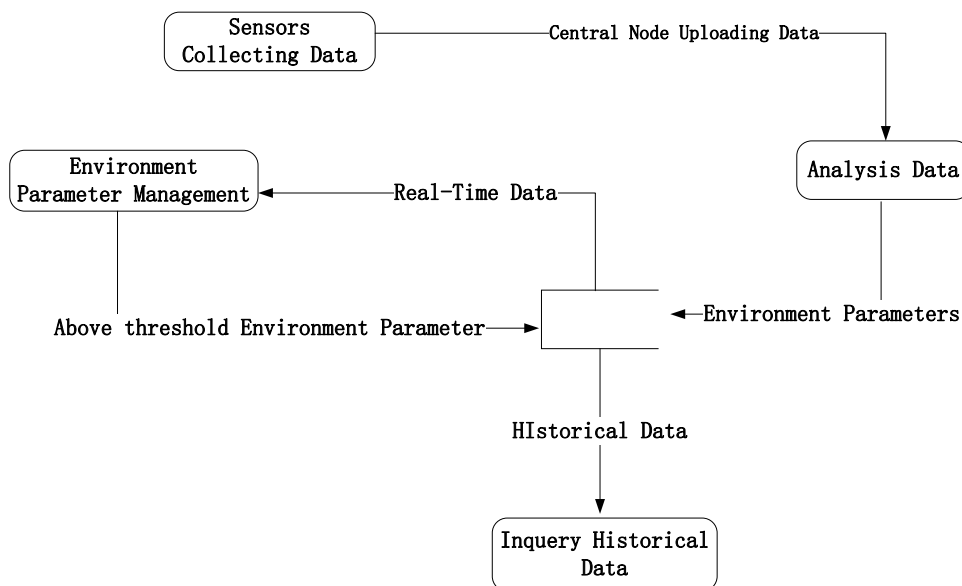 Sensors
Collecting Data
Central Node Uploading Data
Environment
Parameter Management
Real-Time Data
Analysis Data
Above threshold Environment Parameter
Environment Parameters
HIstorical Data
Inquery Historical
Data